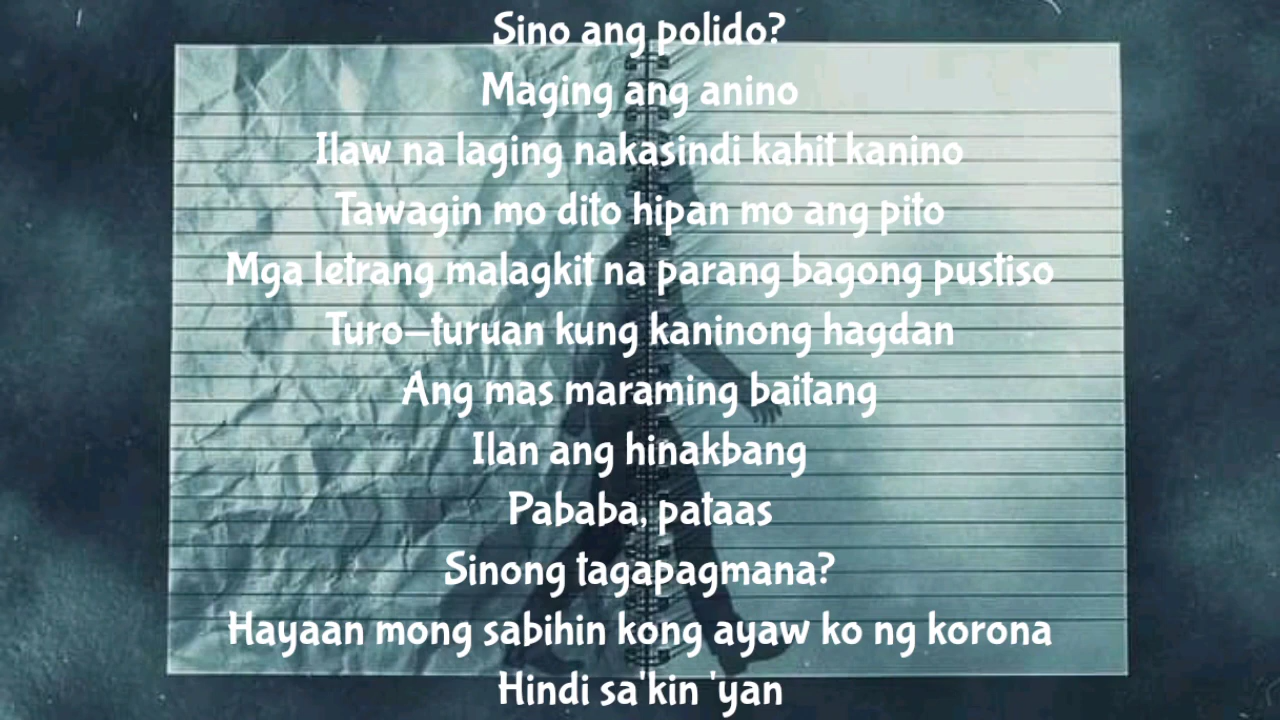 Sino ang polido?
Maging ang anino
Ilaw na laging nakasindi kahit kanino
Tawagin mo dito hipan mo ang pito
Mga letrang malagkit na parang bagong pustiso
Turo-turuan kung kaninong hagdan
Ang mas maraming baitang
Ilan ang hinakbang
Pababa, pataas
Sinong tagapagmana?
Hayaan mong sabihin kong ayaw ko ng korona
Hindi sa'kin 'yan